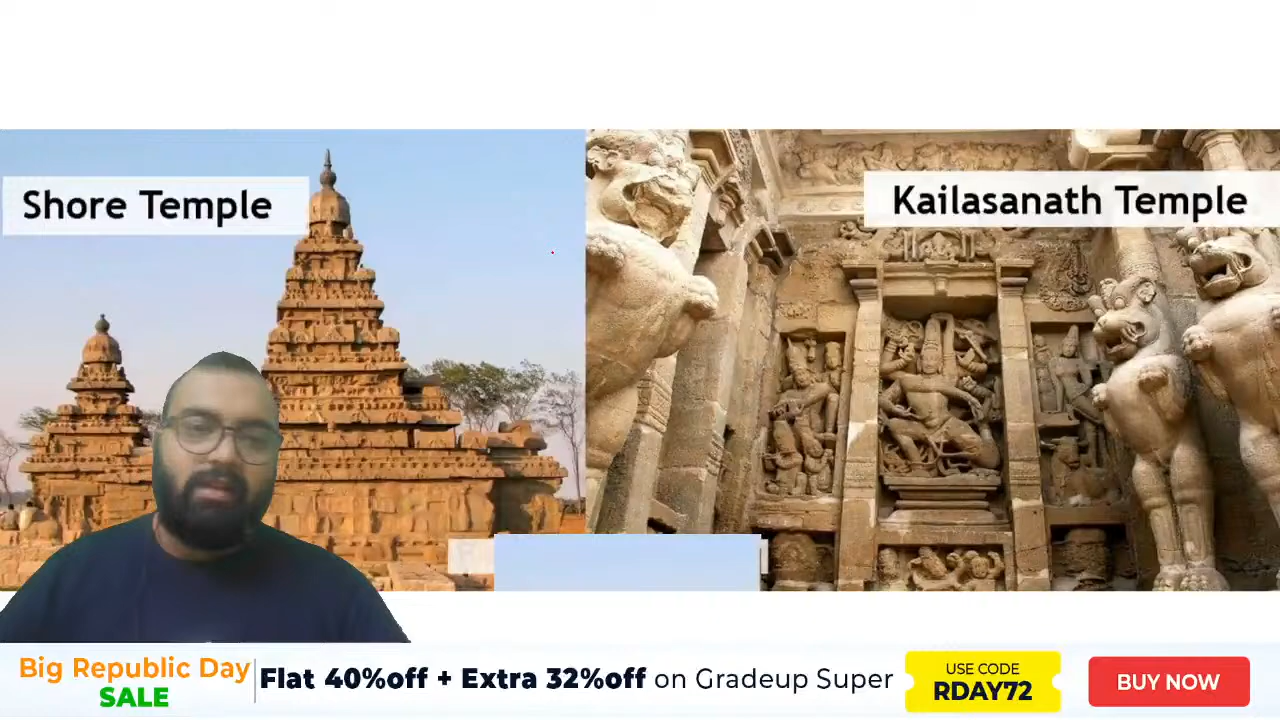 Shore Temple
Kailasanath Temple
Big Republic Day
SALE
Flat 40%off + Extra 32%off on Gradeup Super
USE CODE
RDAY72
BUY NOW